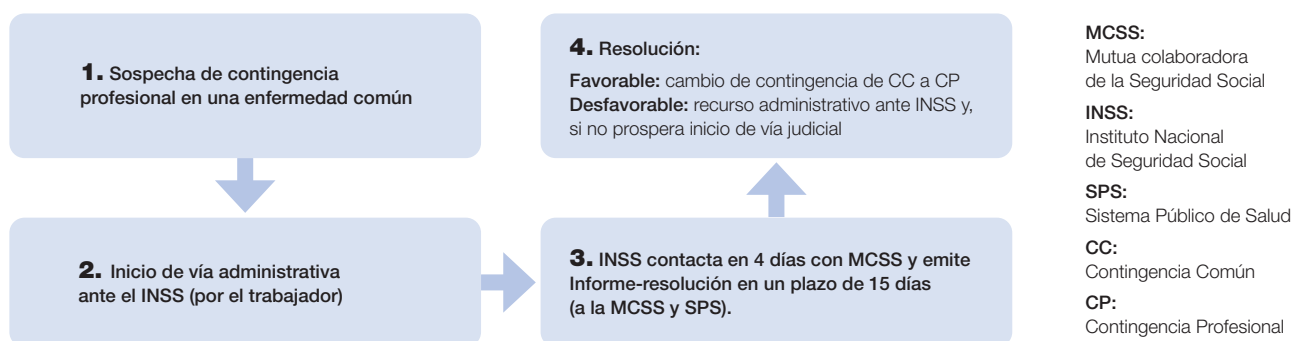 1. Sospecha de contingencia
profesional en una enfermedad común
2. Inicio de vía administrativa
ante el INSS (por el trabajador)
3. INSS contacta en 4 días con MCSS y emite
Informe-resolución en un plazo de 15 días
(a la MCSS y SPS).
4. Resolución:
Favorable: cambio de contingencia de CC a CP
Desfavorable: recurso administrativo ante INSS y,
si no prospera inicio de vía judicial
MCSS:
Mutua colaboradora
de la Seguridad Social
INSS:
Instituto Nacional
de Seguridad Social
SPS:
Sistema Público de Salud
CC:
Contingencia Común
CP:
Contingencia Profesional